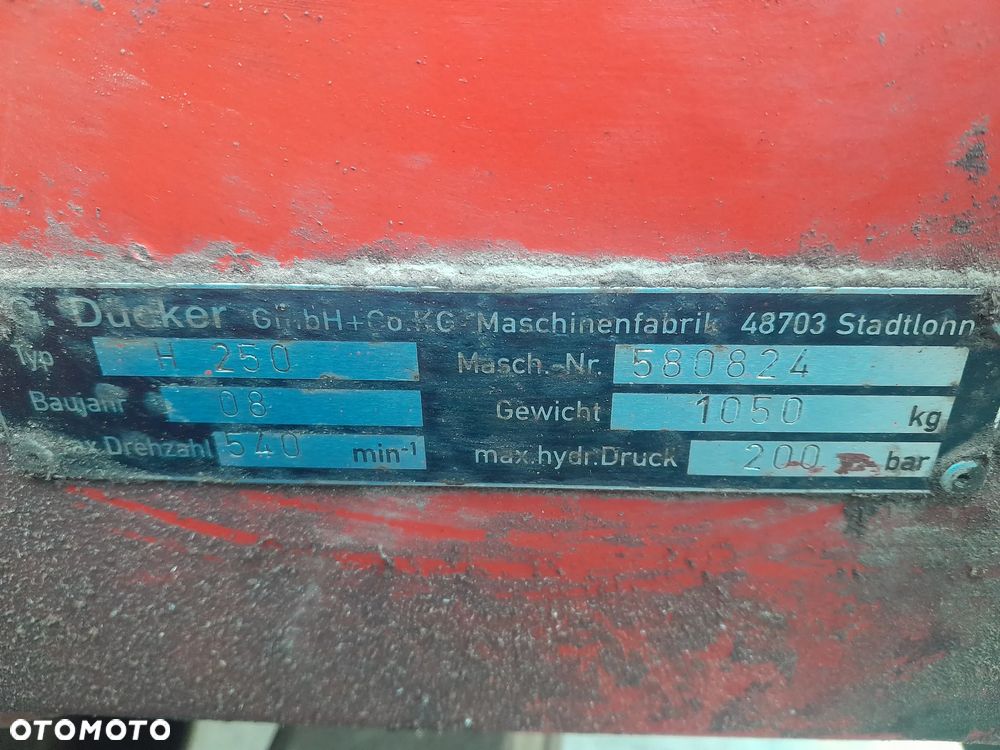 G. Dücker GmbH+Co.KG Maschinenfabrik 48703 Stadtlohn
Typ H 250 Masch.-Nr. 580824
Baujahr 08 Gewicht 1050 kg
max.Drehzahl 540 min-1 max.hydr.Druck 200 bar
OTOMOTO